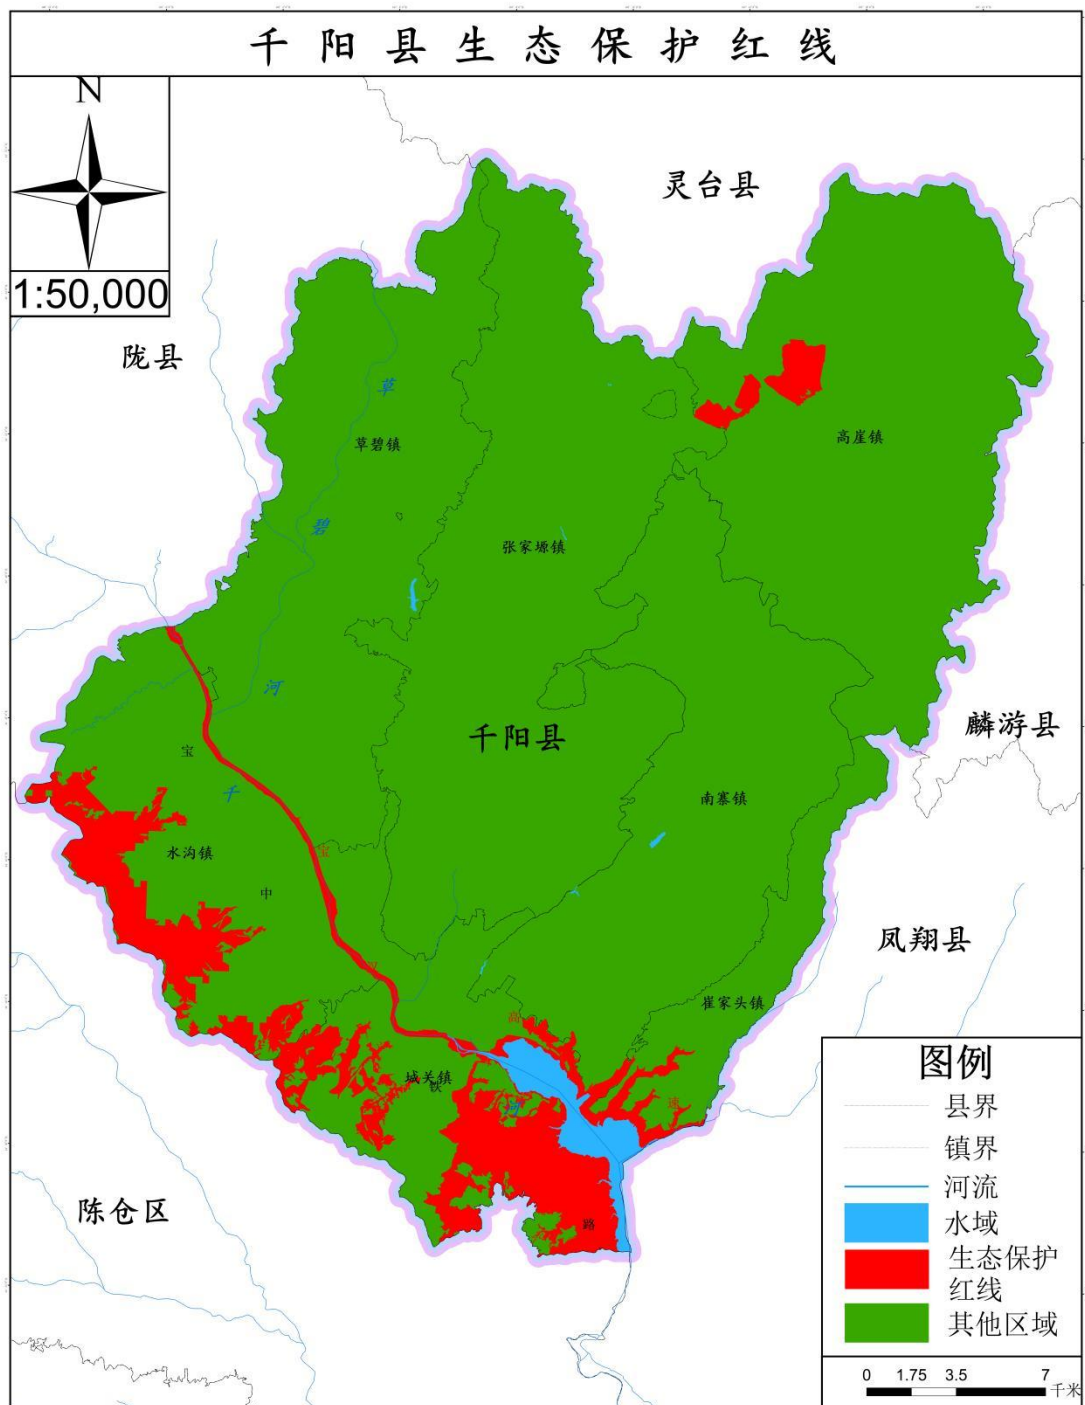 千阳县生态保护红线
N
1:50,000
灵台县
陇县
草
草碧镇
高崖镇
碧
张家塬镇
河
麟游县
千阳县
宝
千
南寨镇
水沟镇
宝
中
凤翔县
汉
崔家头镇
高
城关镇
铁
河
速
陈仓区
路
图例
县界
镇界
河流
水域
生态保护
红线
其他区域
0 1.75 3.5 7
千米